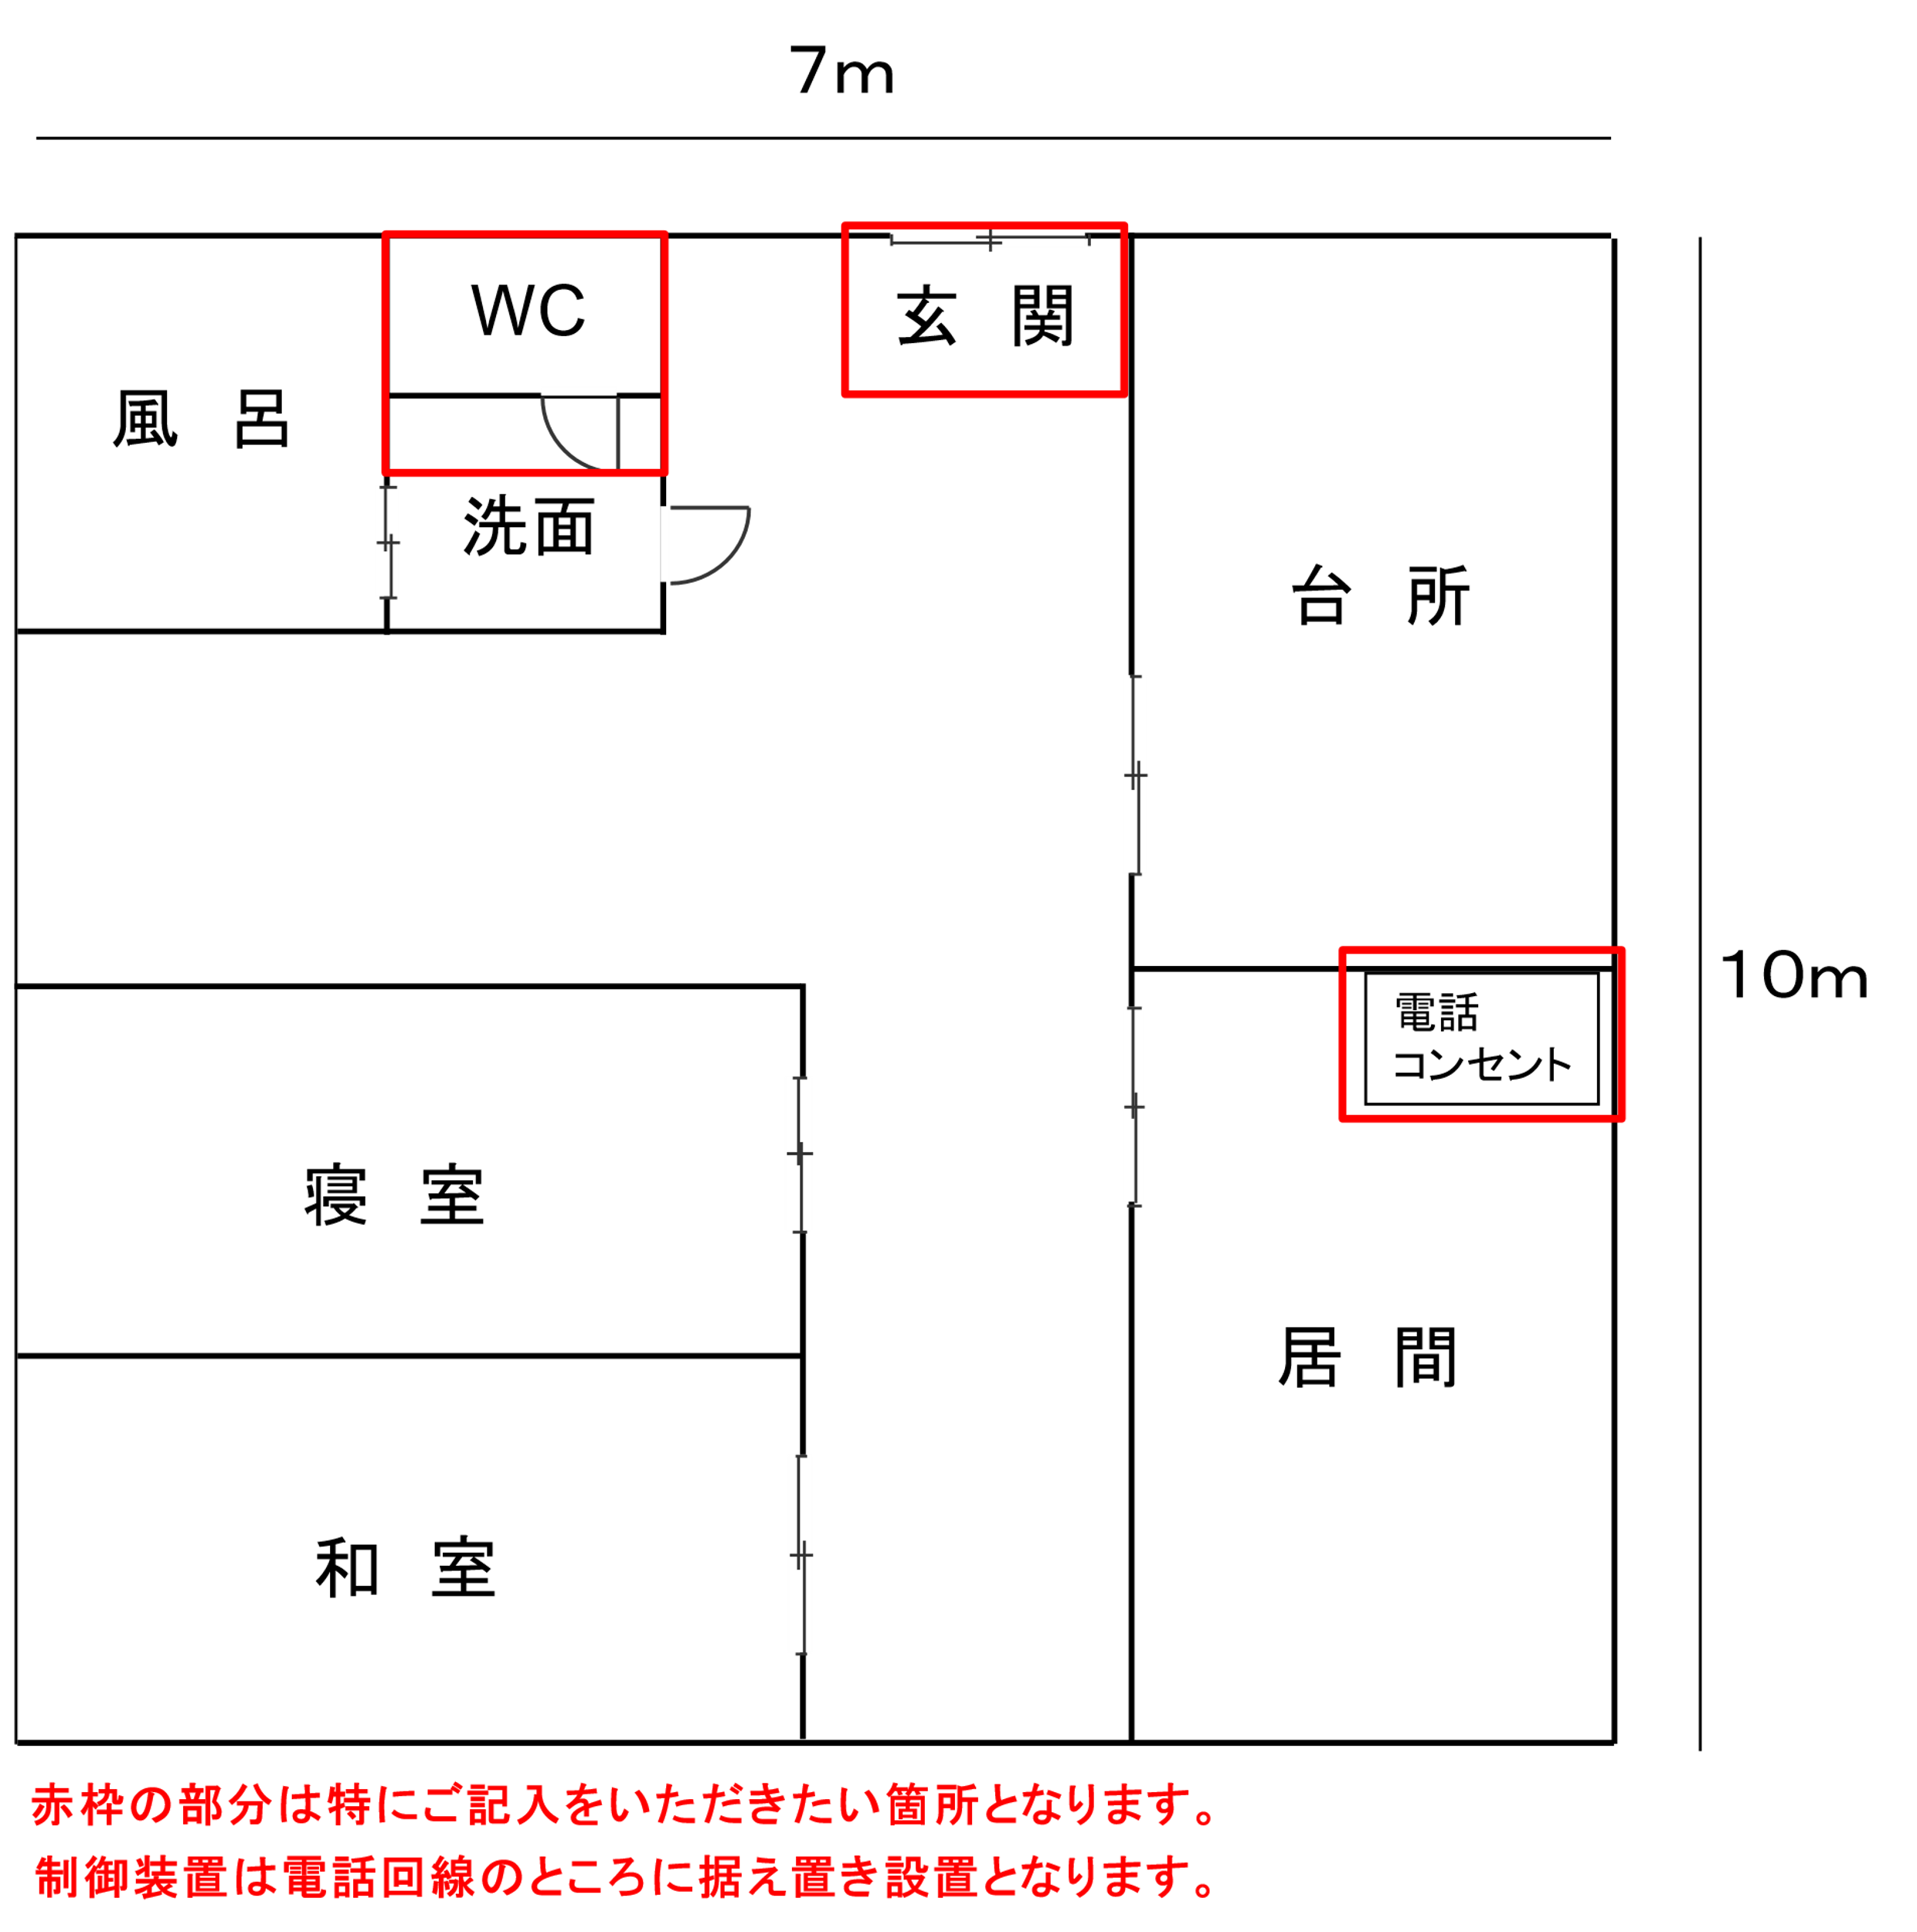 7m
WC
玄 関
風 呂
洗面
台 所
10m
電話
コンセント
寝 室
居 間
和 室
赤枠の部分は特にご記入をいただきたい箇所となります。
制御装置は電話回線のところに据え置き設置となります。